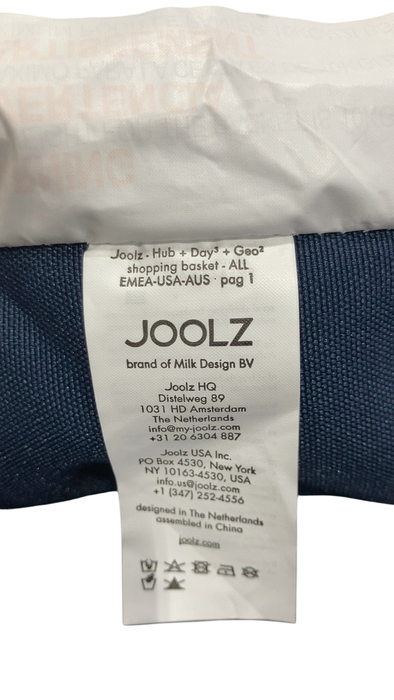 Joolz - Hub + Day³ + Geo²
shopping basket - ALL
EMEA-USA-AUS · pag 1
JOOLZ
brand of Milk Design BV
Joolz HQ
Distelweg 89
1031 HD Amsterdam
The Netherlands
info@my-joolz.com
+31 20 6304 887
Joolz USA Inc.
PO Box 4530, New York
NY 10163-4530, USA
info.us@joolz.com
+1 (347) 252-4556
designed in The Netherlands
assembled in China
joolz.com